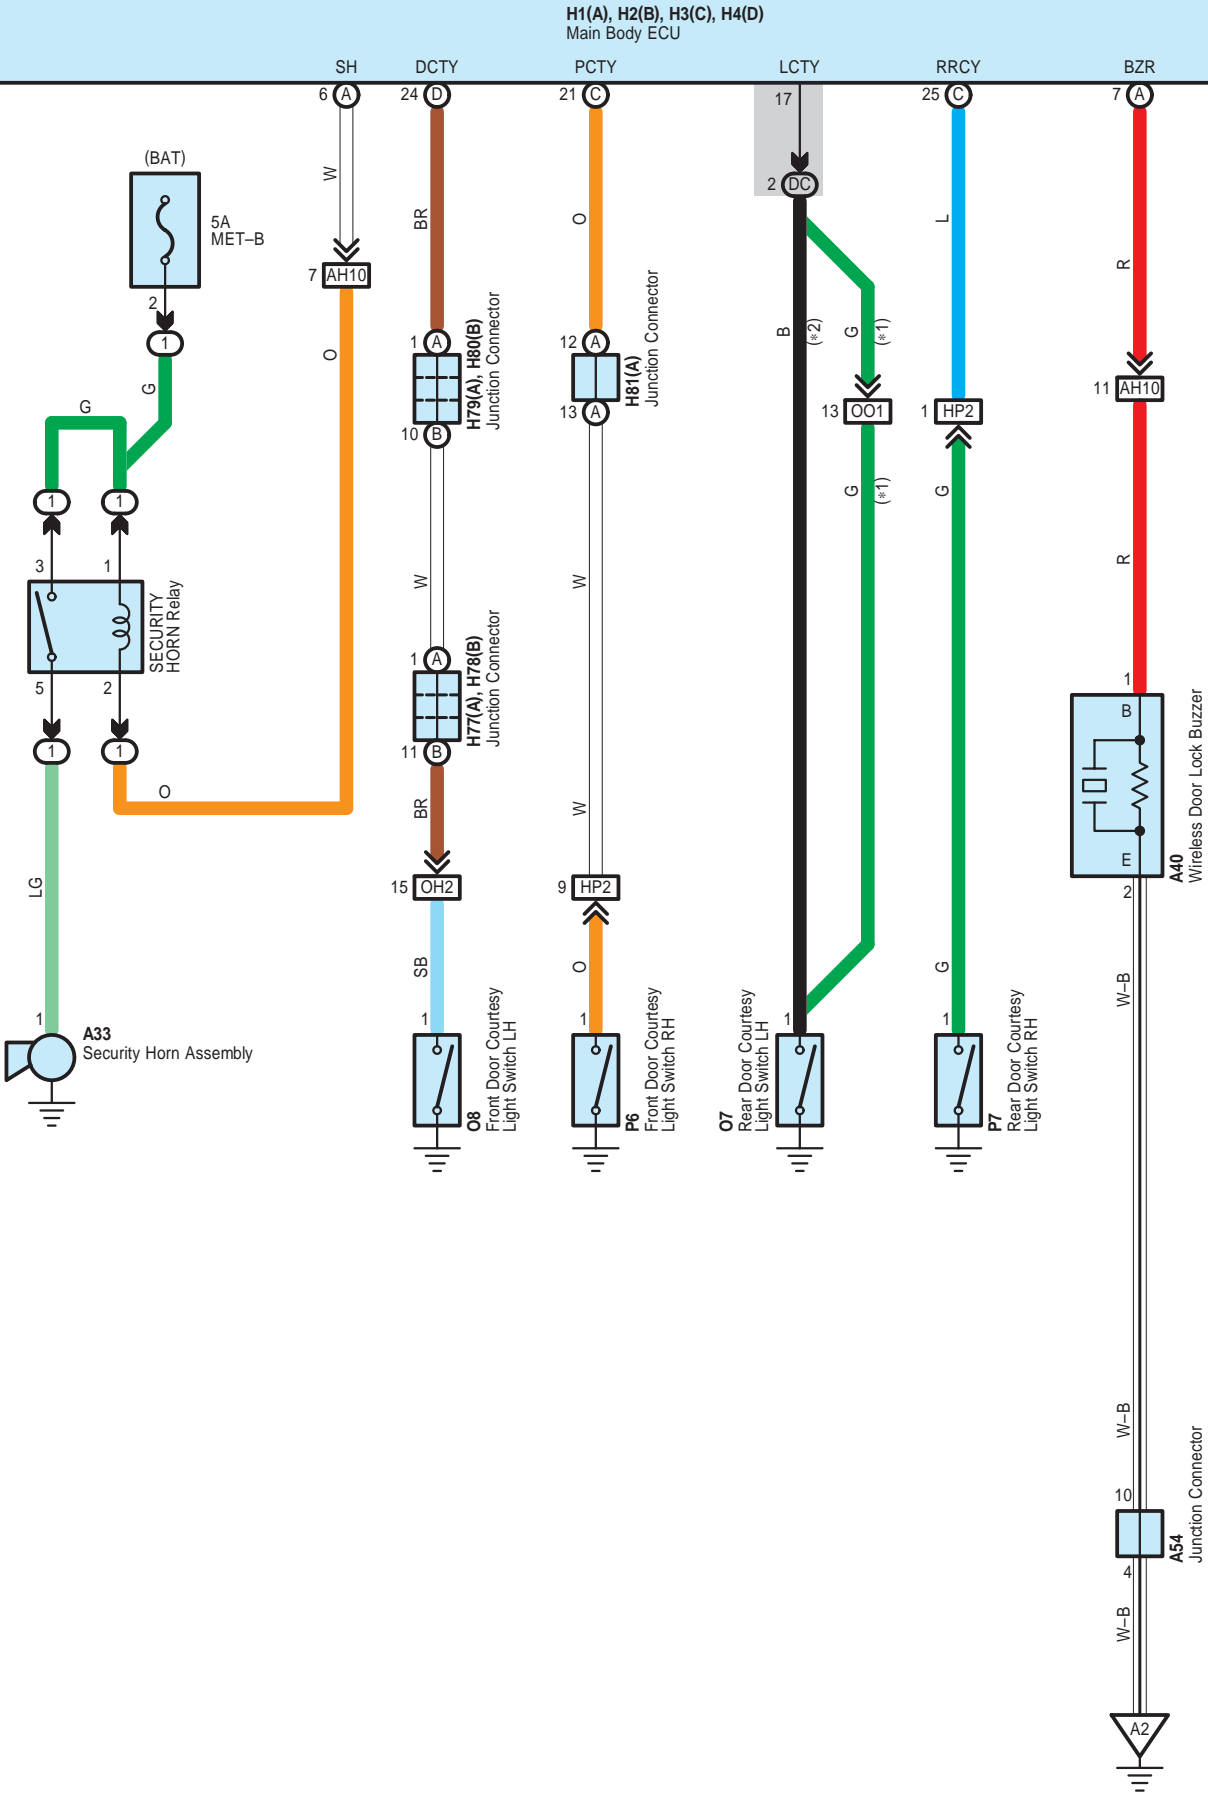 H1(A), H2(B), H3(C), H4(D)
Main Body ECU
SH DCTY PCTY LCTY RRCY BZR
6 A 24 D 21 C 17 25 C 7 A
(BAT)
5A
MET–B
2
1
W
BR
O
2 DC
L
R
7 AH10
G
G
O
1 A
H79(A), H80(B)
Junction Connector
10 B
12 A
H81(A)
Junction Connector
13 A
B
(*2)
G
(*1)
13 OO1
1 HP2
11 AH10
1 1
3 1
SECURITY
HORN Relay
5 2
1 1
O
W
W
G
(*1)
G
R
1 A
H77(A), H78(B)
Junction Connector
11 B
BR
W
15 OH2
9 HP2
1
B
E
A40
Wireless Door Lock Buzzer
2
LG
SB
O
G
W–B
1
A33
Security Horn Assembly
1
O8
Front Door Courtesy
Light Switch LH
1
P6
Front Door Courtesy
Light Switch RH
1
O7
Rear Door Courtesy
Light Switch LH
1
P7
Rear Door Courtesy
Light Switch RH
W–B
10
A54
Junction Connector
4
W–B
A2